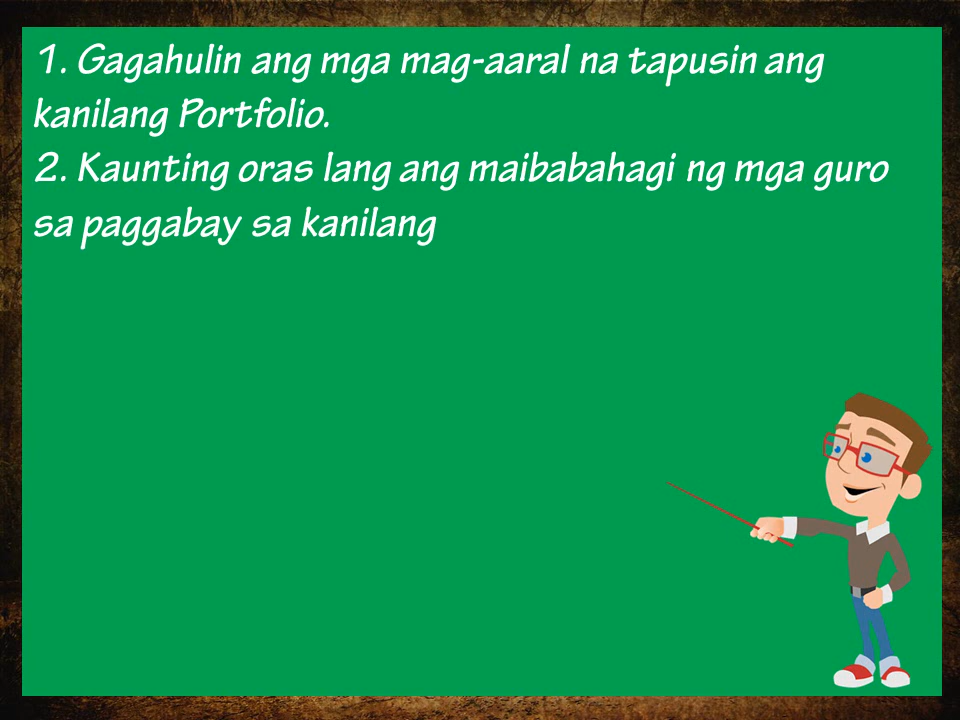 1. Gagahulin ang mga mag-aaral na tapusin ang
kanilang Portfolio.
2. Kaunting oras lang ang maibabahagi ng mga guro
sa paggabay sa kanilang